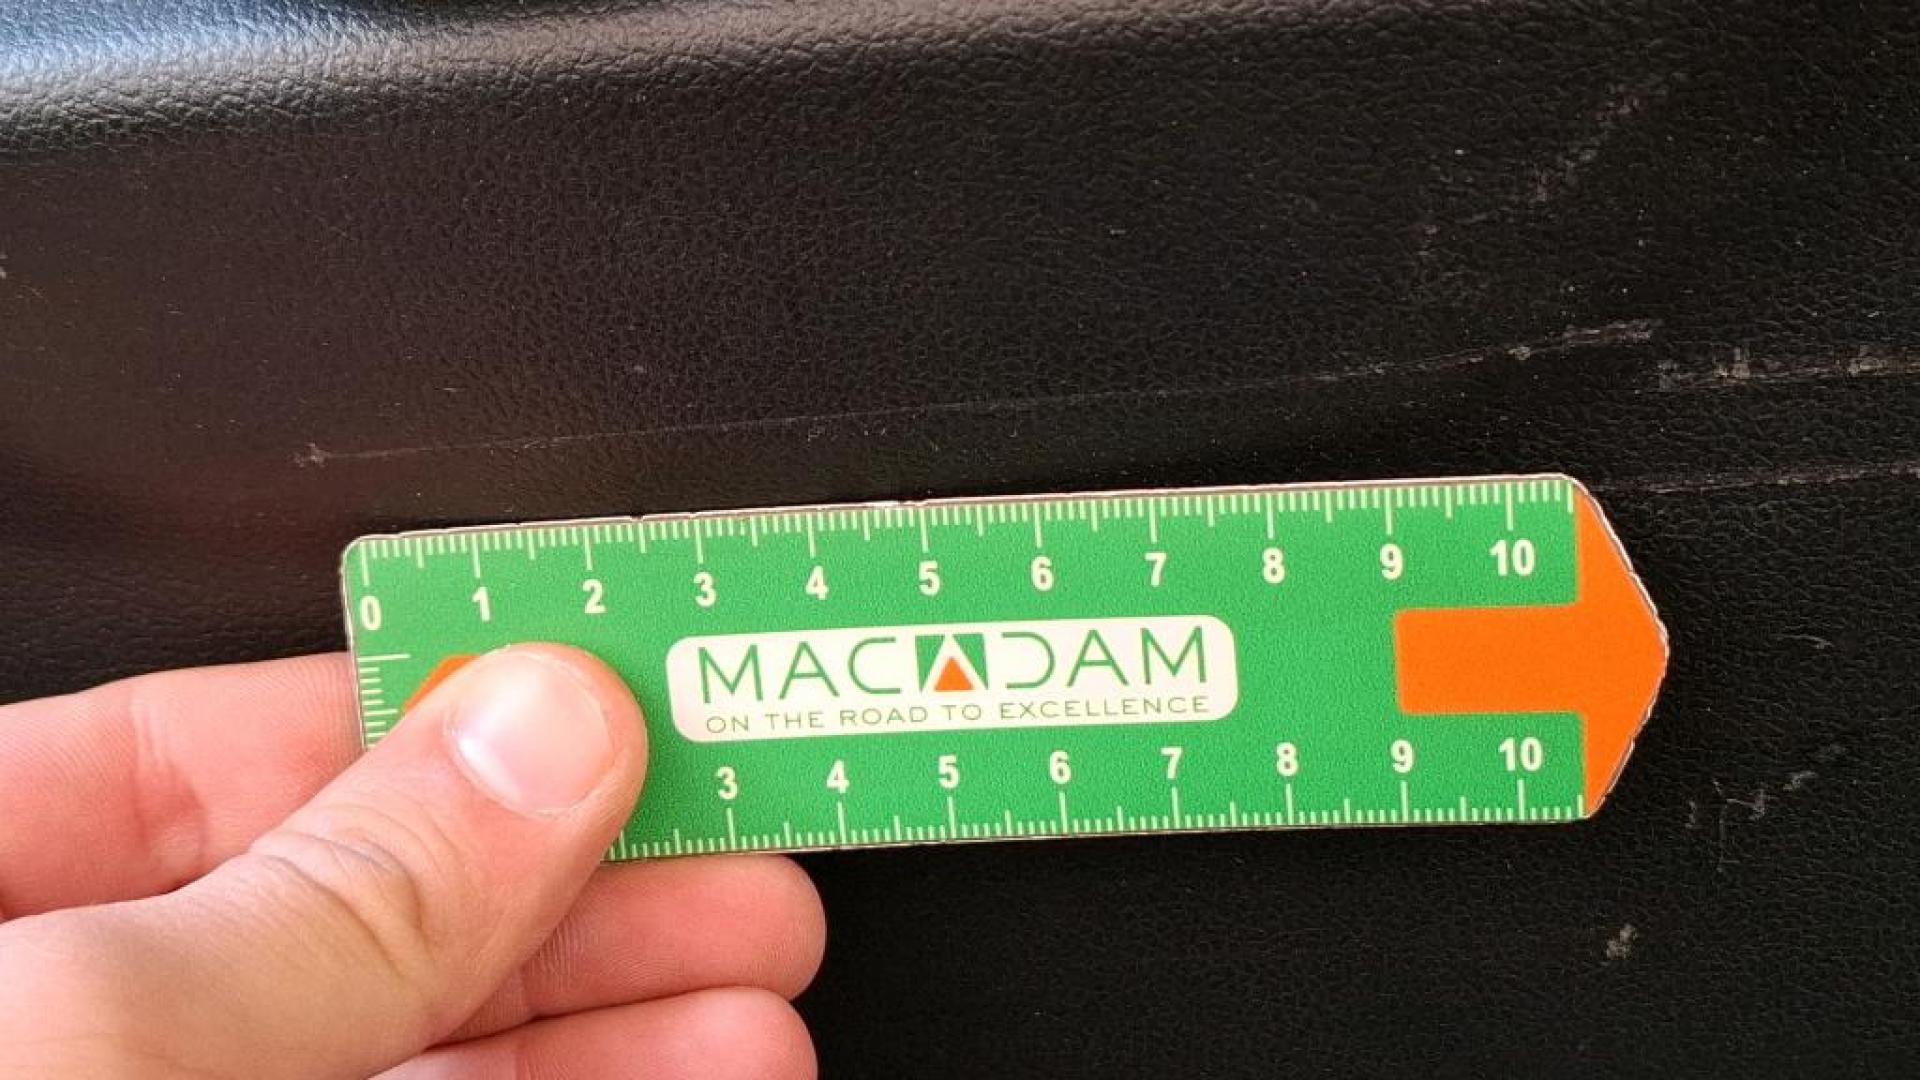 0 1 2 3 4 5 6 7 8 9 10
MACADAM
ON THE ROAD TO EXCELLENCE
3 4 5 6 7 8 9 10